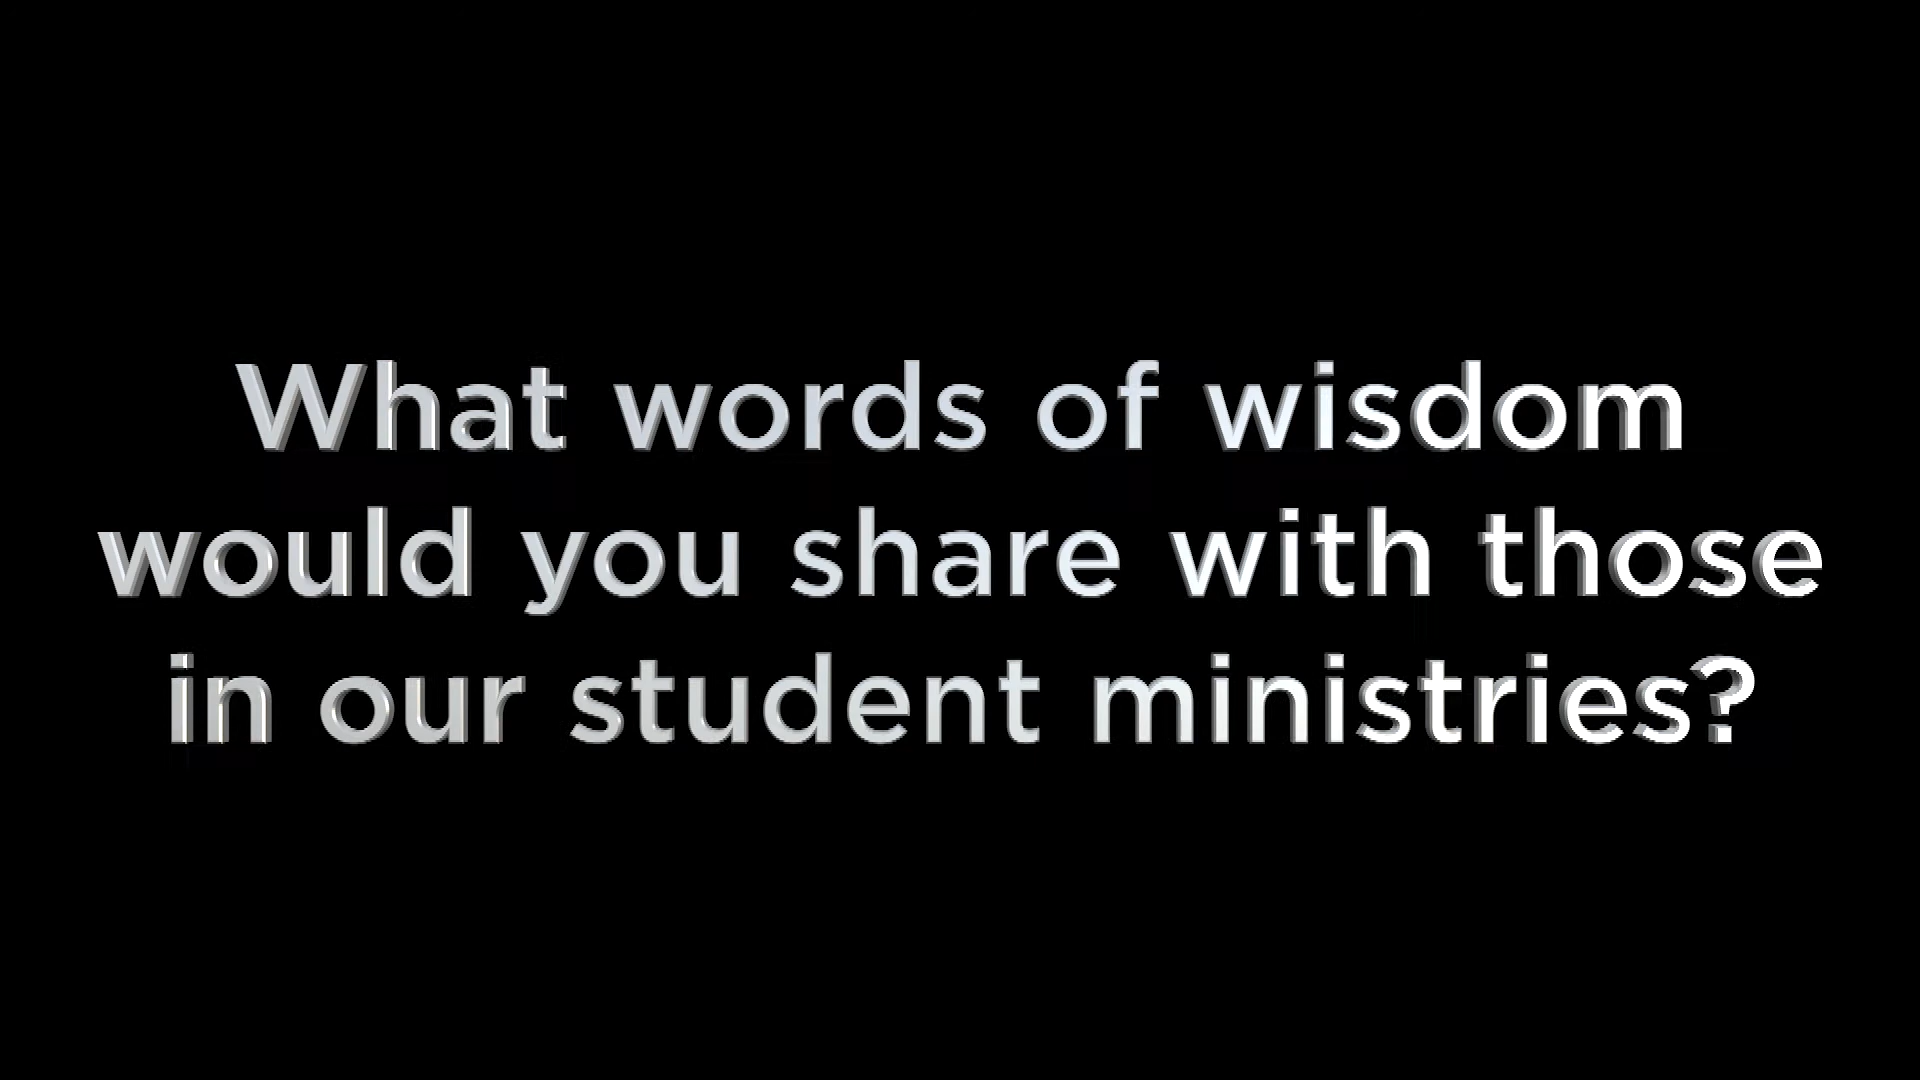 What words of wisdom
would you share with those
in our student ministries?